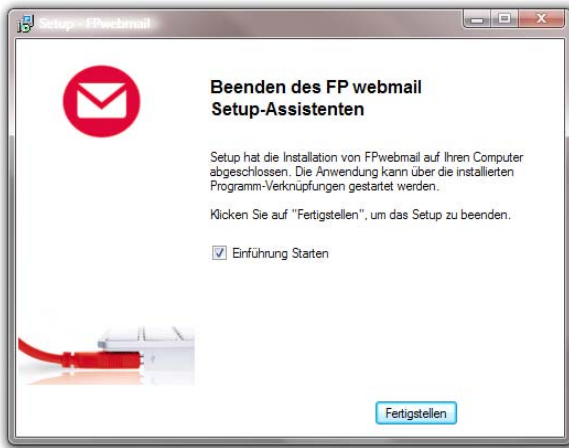 Setup - FPwebmail
Beenden des FP webmail
Setup-Assistenten
Setup hat die Installation von FPwebmail auf Ihren Computer
abgeschlossen. Die Anwendung kann über die installierten
Programm-Verknüpfungen gestartet werden.
Klicken Sie auf "Fertigstellen", um das Setup zu beenden.
Einführung Starten
Fertigstellen